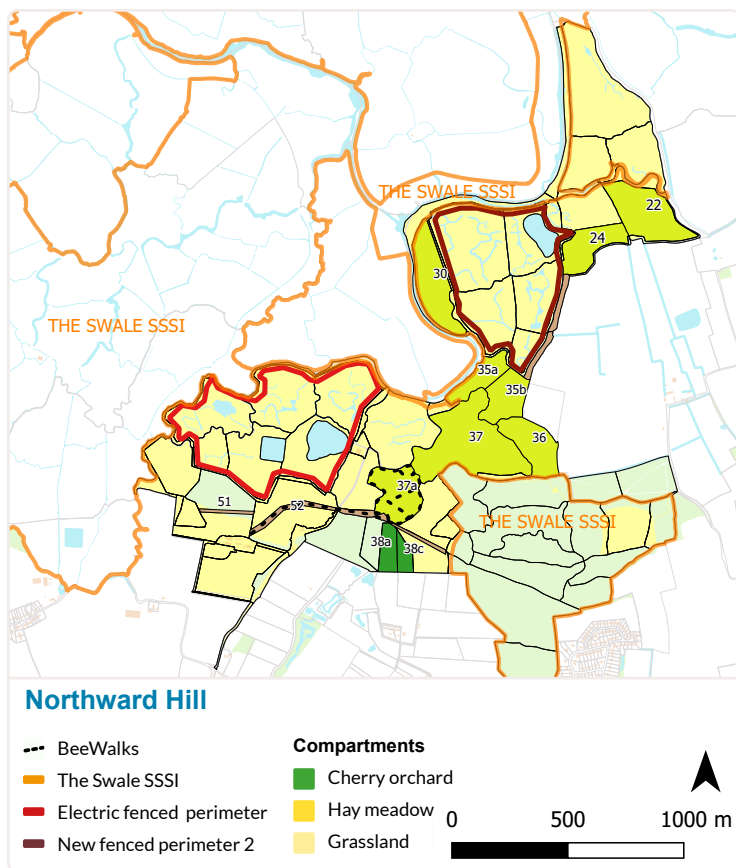 THE SWALE SSSI
22
24
30
THE SWALE SSSI
35a
35b
37
36
37a
51
52
THE SWALE SSSI
38a
38c
Northward Hill
BeeWalks
The Swale SSSI
Electric fenced perimeter
New fenced perimeter 2
Compartments
Cherry orchard
Hay meadow
Grassland
0 500 1000 m